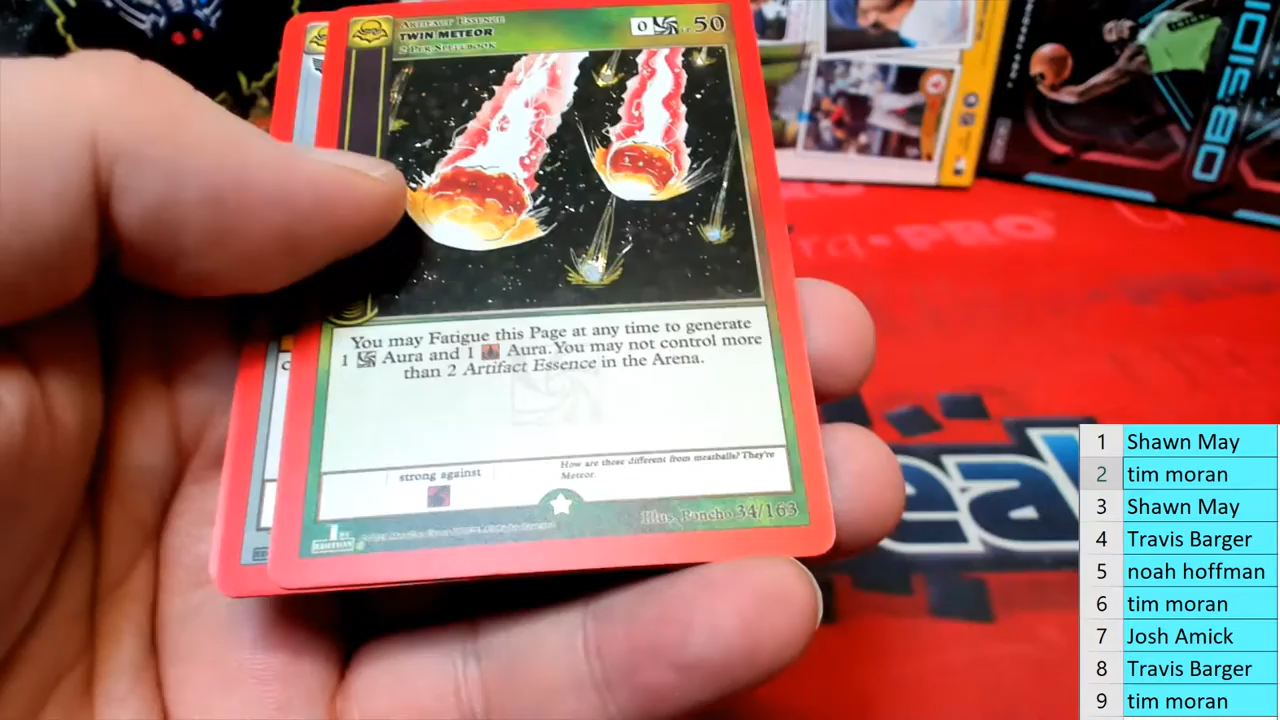 ARTIFACT ESSENCE
TWIN METEOR
2 PER SPELLBOOK
0
50
You may Fatigue this Page at any time to generate
1 Aura and 1 Aura. You may not control more
than 2 Artifact Essence in the Arena.
strong against
How are these different from meatballs? They're
Meteor.
1ST
EDITION
Illus. Poncho 34/163
OBSIDI
PRO
1 Shawn May
2 tim moran
3 Shawn May
4 Travis Barger
5 noah hoffman
6 tim moran
7 Josh Amick
8 Travis Barger
9 tim moran